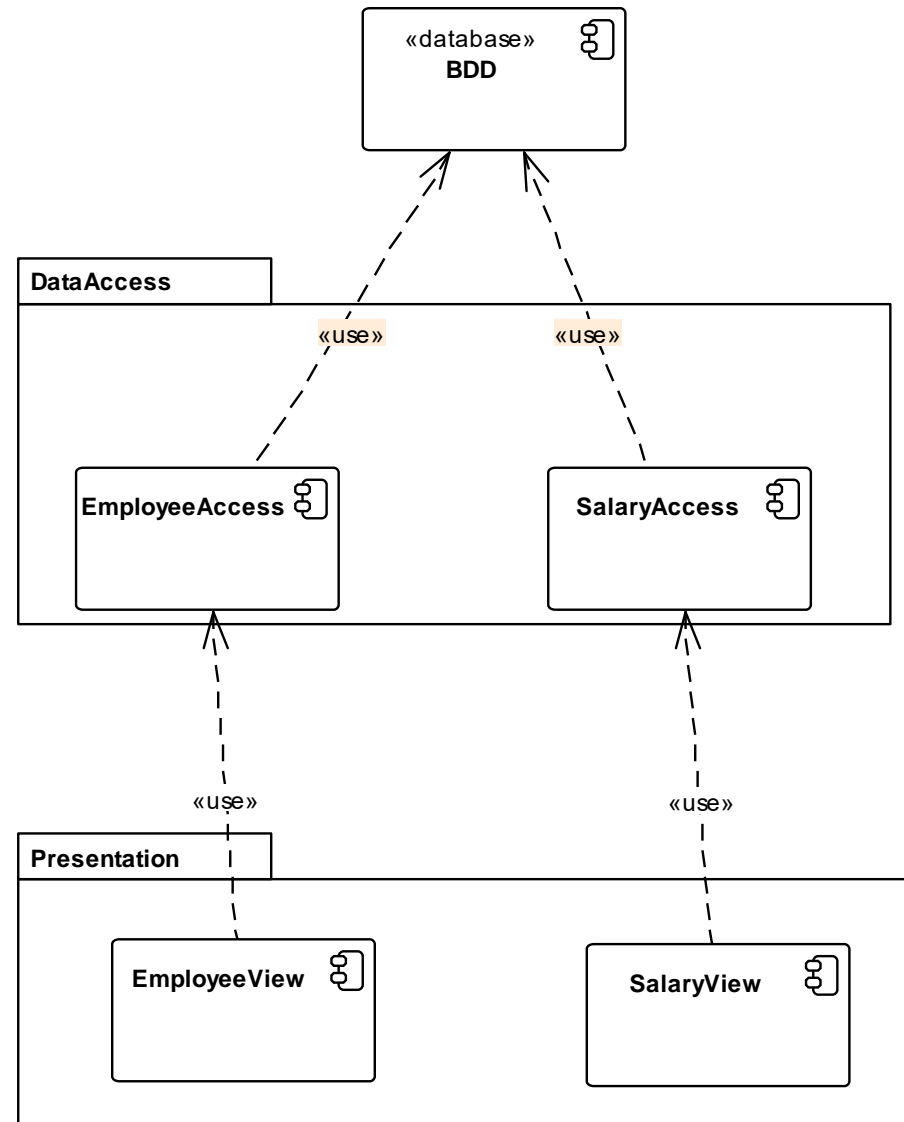 «database»
BDD
DataAccess
«use»
«use»
EmployeeAccess
SalaryAccess
«use»
«use»
Presentation
EmployeeView
SalaryView